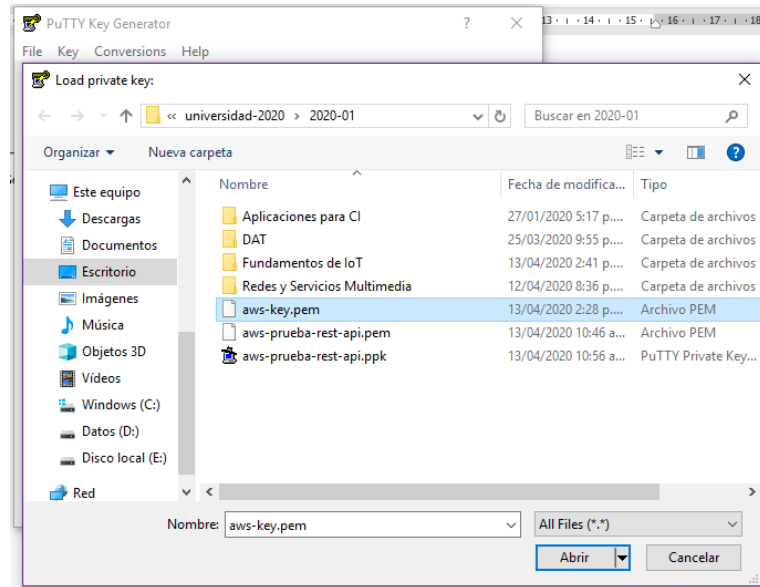 PuTTY Key Generator ? 13 · 14 · 15 · 16 · 17 · 18
File Key Conversions Help
Load private key:
« universidad-2020 > 2020-01 Buscar en 2020-01
Organizar Nueva carpeta
Este equipo Nombre Fecha de modifica... Tipo
Descargas Aplicaciones para CI 27/01/2020 5:17 p.... Carpeta de archivos
Documentos DAT 25/03/2020 9:55 p.... Carpeta de archivos
Escritorio Fundamentos de IoT 13/04/2020 2:41 p.... Carpeta de archivos
Imágenes Redes y Servicios Multimedia 12/04/2020 8:36 p.... Carpeta de archivos
Música aws-key.pem 13/04/2020 2:28 p.... Archivo PEM
Objetos 3D aws-prueba-rest-api.pem 13/04/2020 10:46 a... Archivo PEM
Vídeos aws-prueba-rest-api.ppk 13/04/2020 10:56 a... PuTTY Private Key...
Windows (C:)
Datos (D:)
Disco local (E:)
Red
Nombre: aws-key.pem All Files (*.*)
Abrir Cancelar